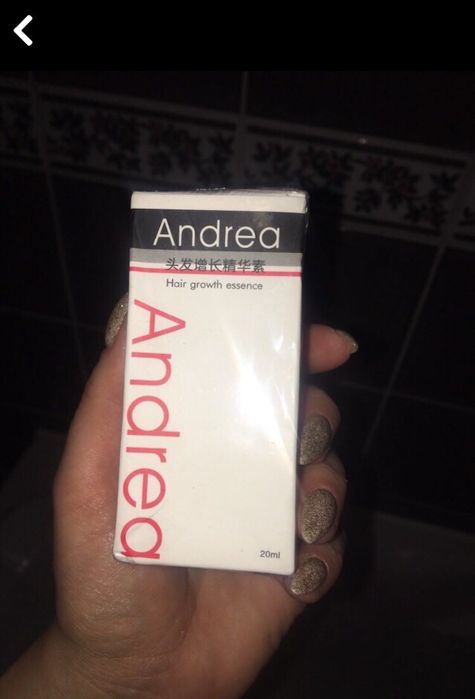 Andrea
头发增长精华素
Hair growth essence
Andrea
20ml